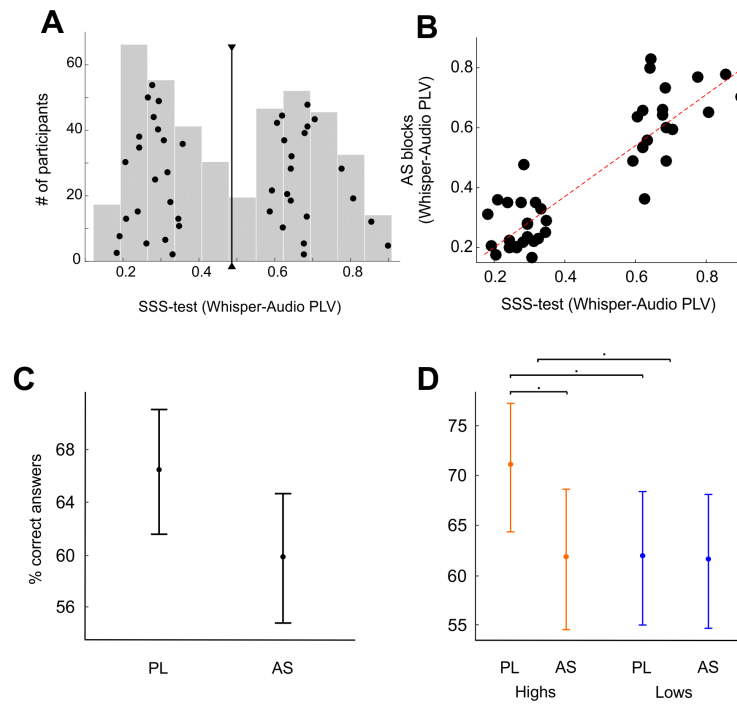 A
60
40
20
0
# of participants
0.2
0.4
0.6
0.8
SSS-test (Whisper-Audio PLV)
B
0.8
0.6
0.4
0.2
AS blocks
(Whisper-Audio PLV)
0.2
0.4
0.6
0.8
SSS-test (Whisper-Audio PLV)
C
68
64
60
56
% correct answers
PL
AS
D
75
70
65
60
55
PL
AS
PL
AS
Highs
Lows